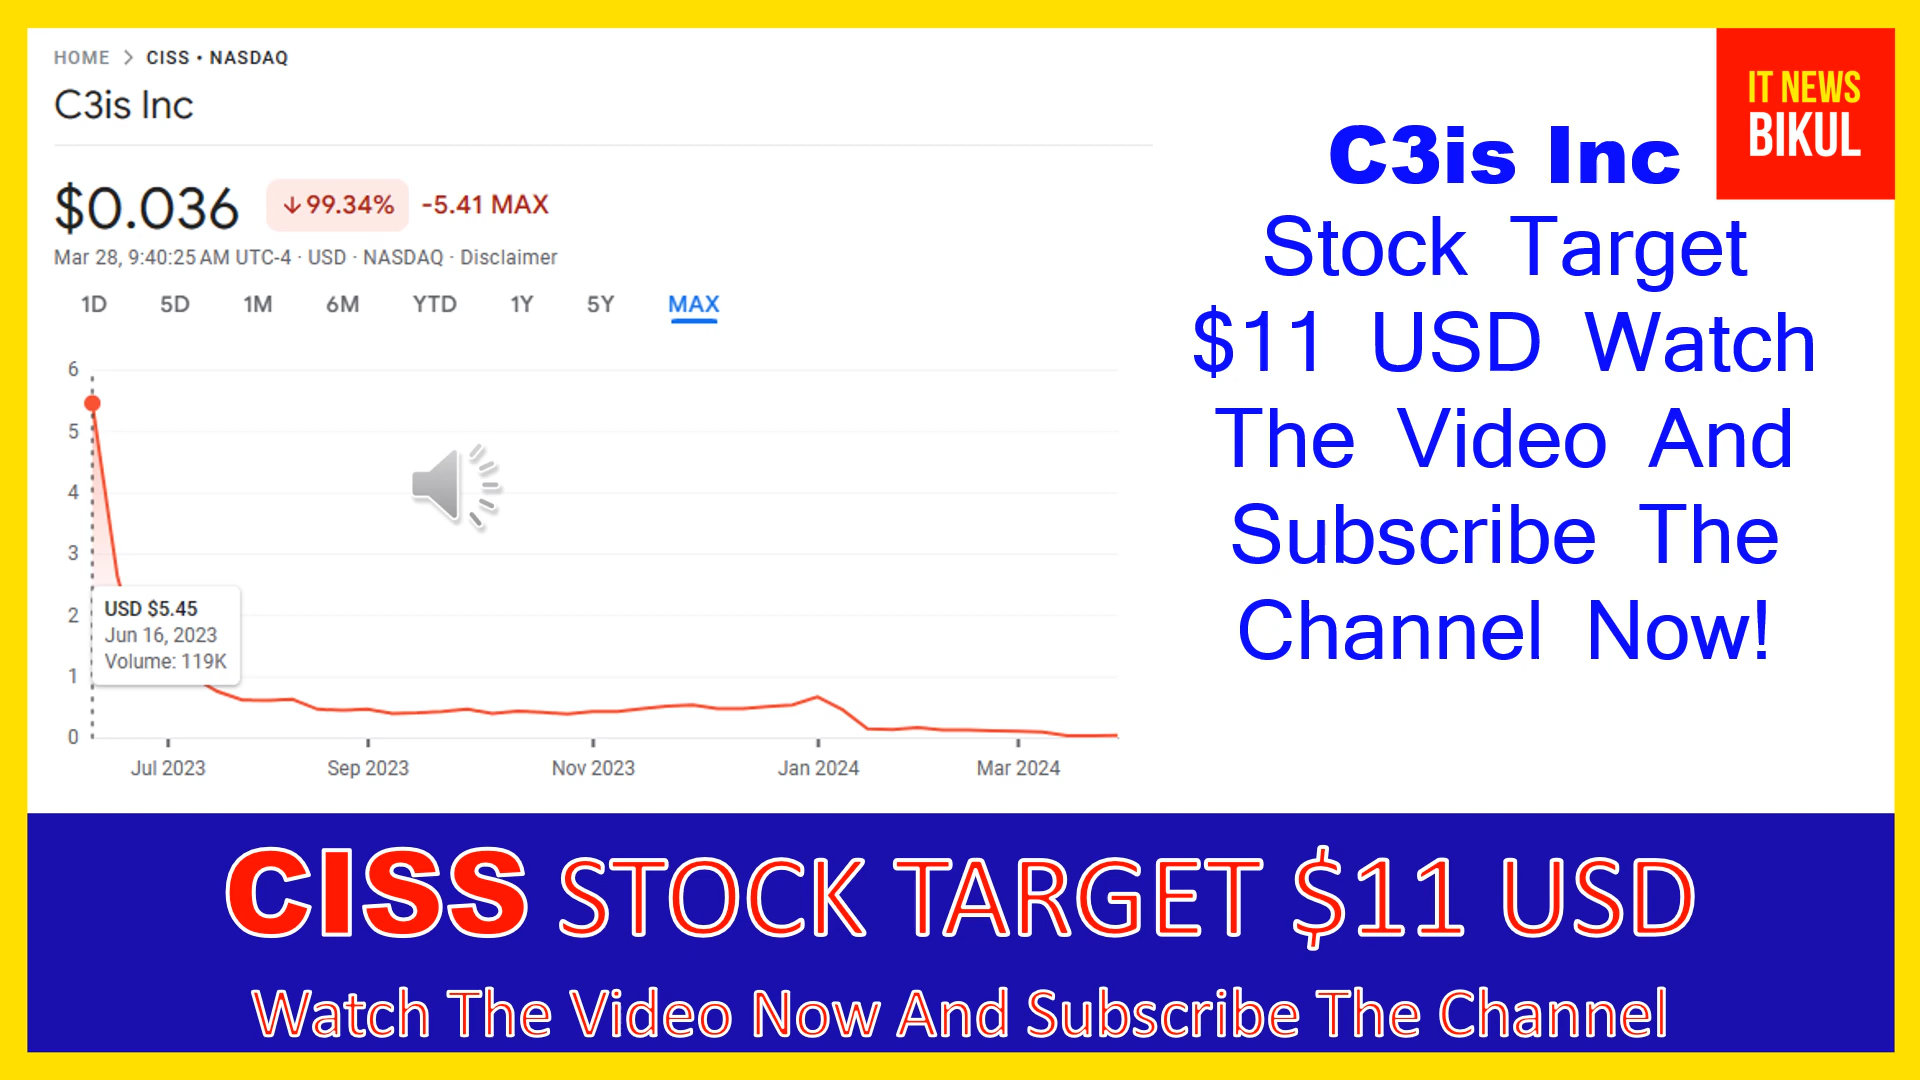 HOME > CISS • NASDAQ
C3is Inc
$0.036 ↓99.34% -5.41 MAX
Mar 28, 9:40:25 AM UTC-4 · USD · NASDAQ · Disclaimer
1D 5D 1M 6M YTD 1Y 5Y MAX
6
5
4
3
2
1
0
USD $5.45
Jun 16, 2023
Volume: 119K
Jul 2023 Sep 2023 Nov 2023 Jan 2024 Mar 2024
IT NEWS
BIKUL
C3is Inc
Stock Target
$11 USD Watch
The Video And
Subscribe The
Channel Now!
CISS STOCK TARGET $11 USD
Watch The Video Now And Subscribe The Channel